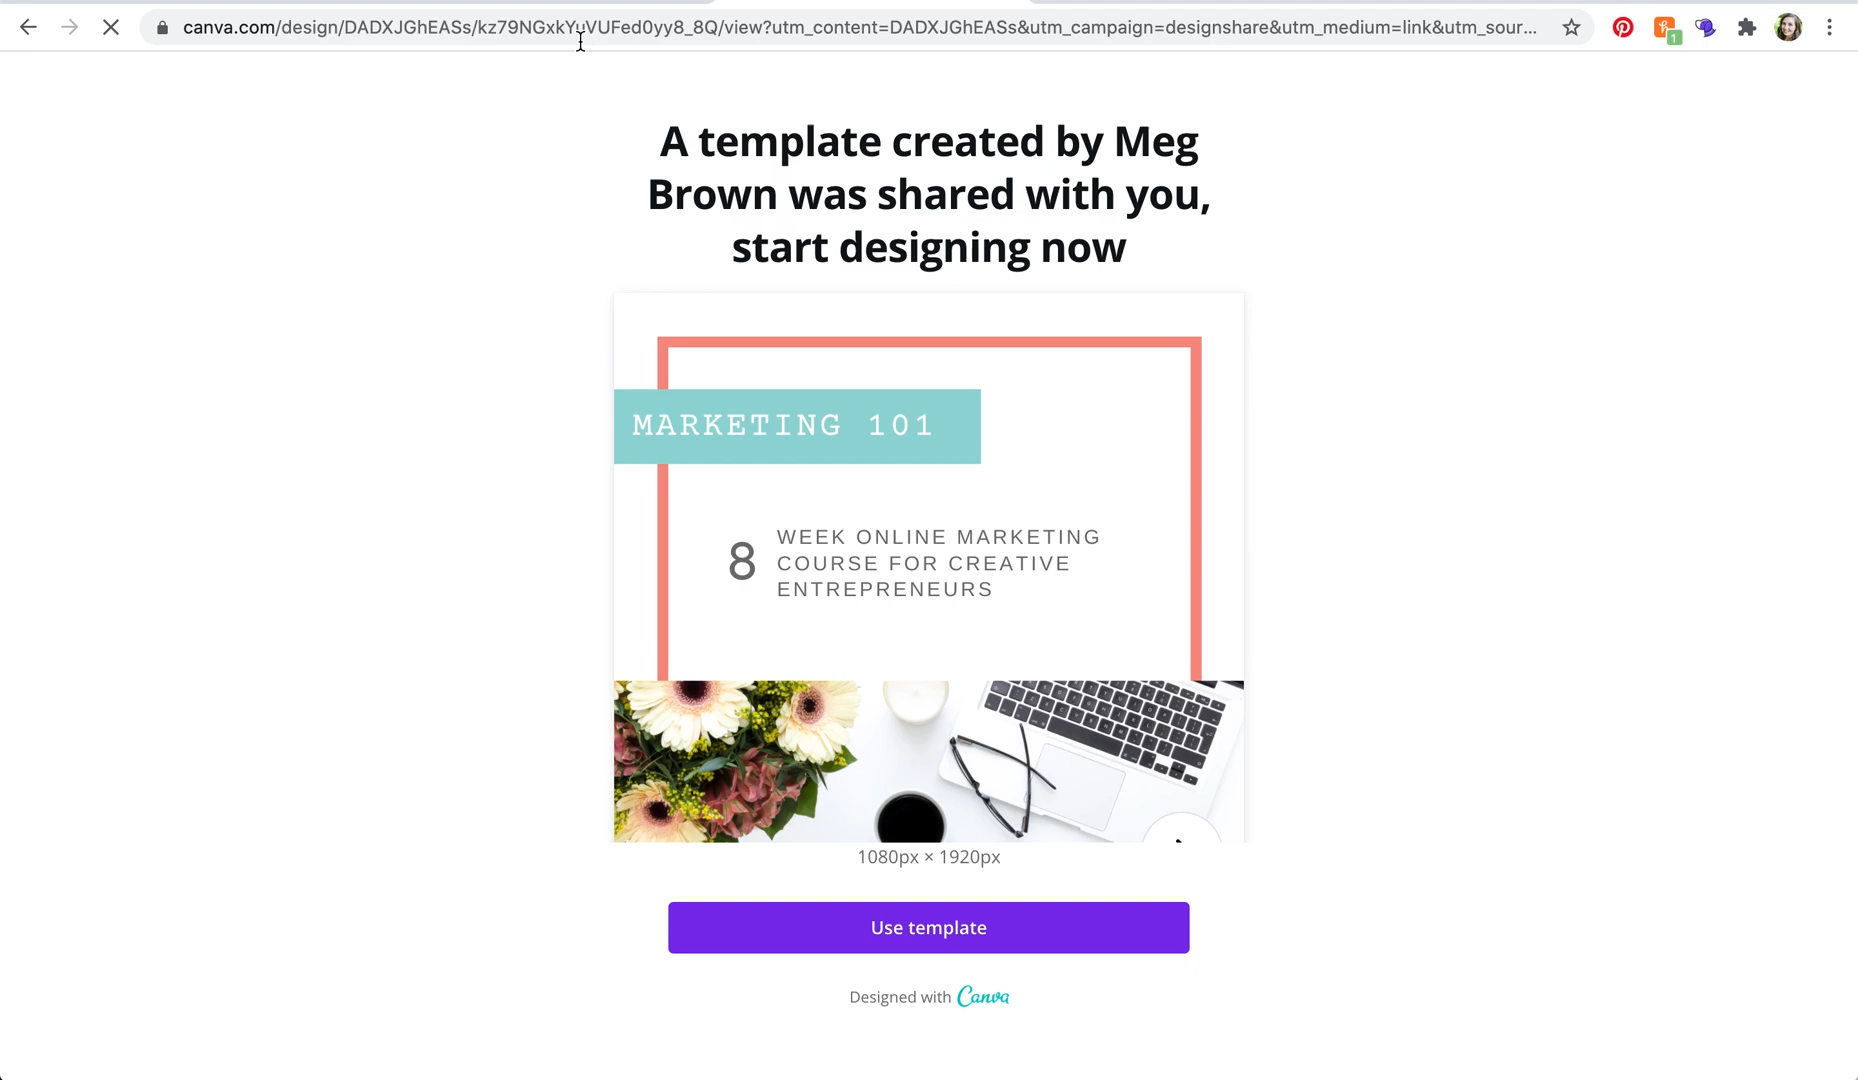 canva.com/design/DADXJGhEASs/kz79NGxkYuVUFed0yy8_8Q/view?utm_content=DADXJGhEASs&utm_campaign=designshare&utm_medium=link&utm_sour...
1
A template created by Meg
Brown was shared with you,
start designing now
MARKETING 101
8 WEEK ONLINE MARKETING
COURSE FOR CREATIVE
ENTREPRENEURS
1080px × 1920px
Use template
Designed with Canva